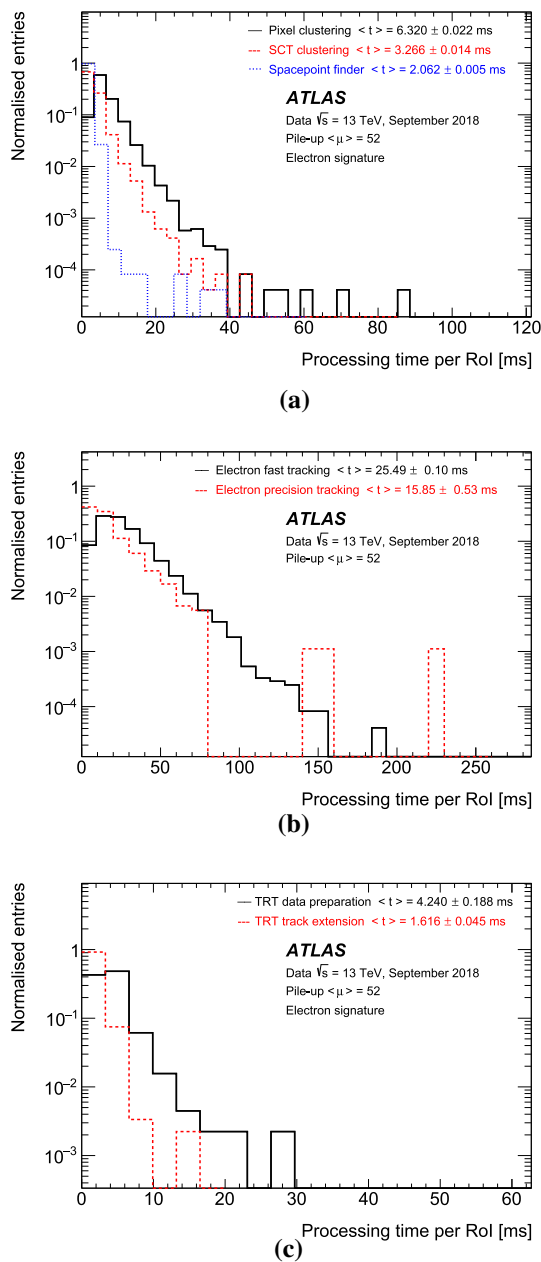 Normalised entries
Pixel clustering < t > = 6.320 ± 0.022 ms
SCT clustering < t > = 3.266 ± 0.014 ms
Spacepoint finder < t > = 2.062 ± 0.005 ms
ATLAS
Data √s = 13 TeV, September 2018
Pile-up <μ> = 52
Electron signature
1
10⁻¹
10⁻²
10⁻³
10⁻⁴
0 20 40 60 80 100 120
Processing time per RoI [ms]
(a)
Normalised entries
Electron fast tracking < t > = 25.49 ± 0.10 ms
Electron precision tracking < t > = 15.85 ± 0.53 ms
ATLAS
Data √s = 13 TeV, September 2018
Pile-up <μ> = 52
1
10⁻¹
10⁻²
10⁻³
10⁻⁴
0 50 100 150 200 250
Processing time per RoI [ms]
(b)
Normalised entries
TRT data preparation < t > = 4.240 ± 0.188 ms
TRT track extension < t > = 1.616 ± 0.045 ms
ATLAS
Data √s = 13 TeV, September 2018
Pile-up <μ> = 52
Electron signature
1
10⁻¹
10⁻²
10⁻³
0 10 20 30 40 50 60
Processing time per RoI [ms]
(c)